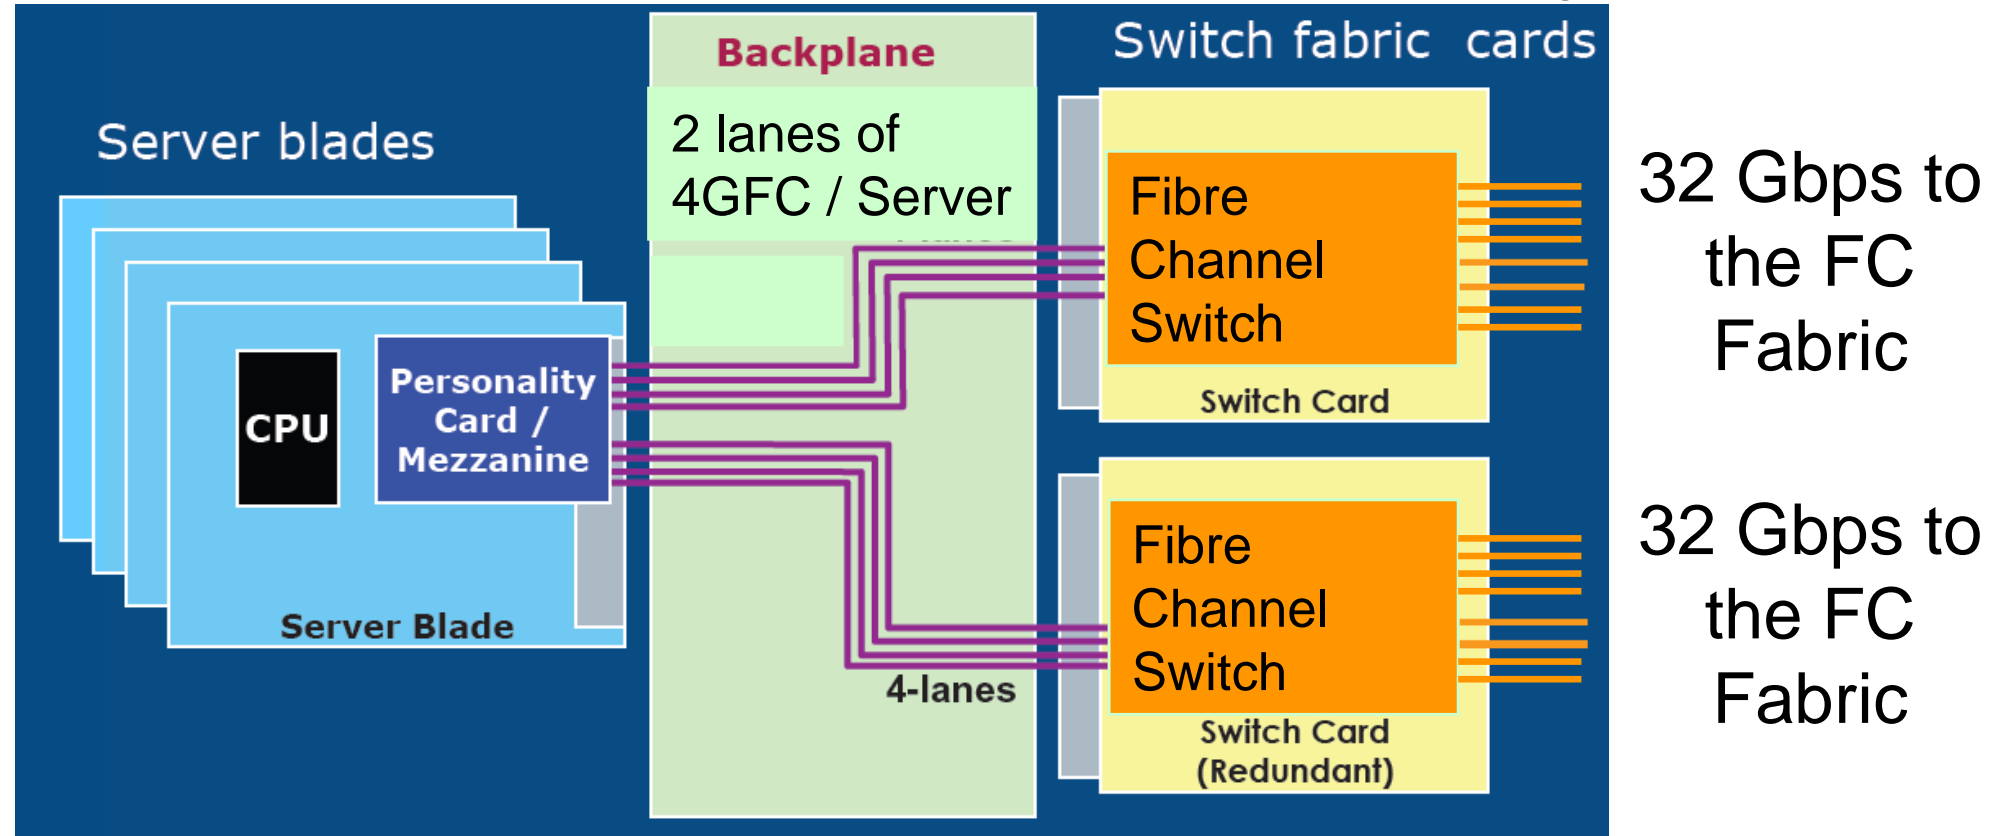 Backplane
Switch fabric cards
Server blades
2 lanes of
4GFC / Server
Fibre
Channel
Switch
Switch Card
32 Gbps to
the FC
Fabric
CPU
Personality
Card /
Mezzanine
Server Blade
4-lanes
Fibre
Channel
Switch
Switch Card
(Redundant)
32 Gbps to
the FC
Fabric